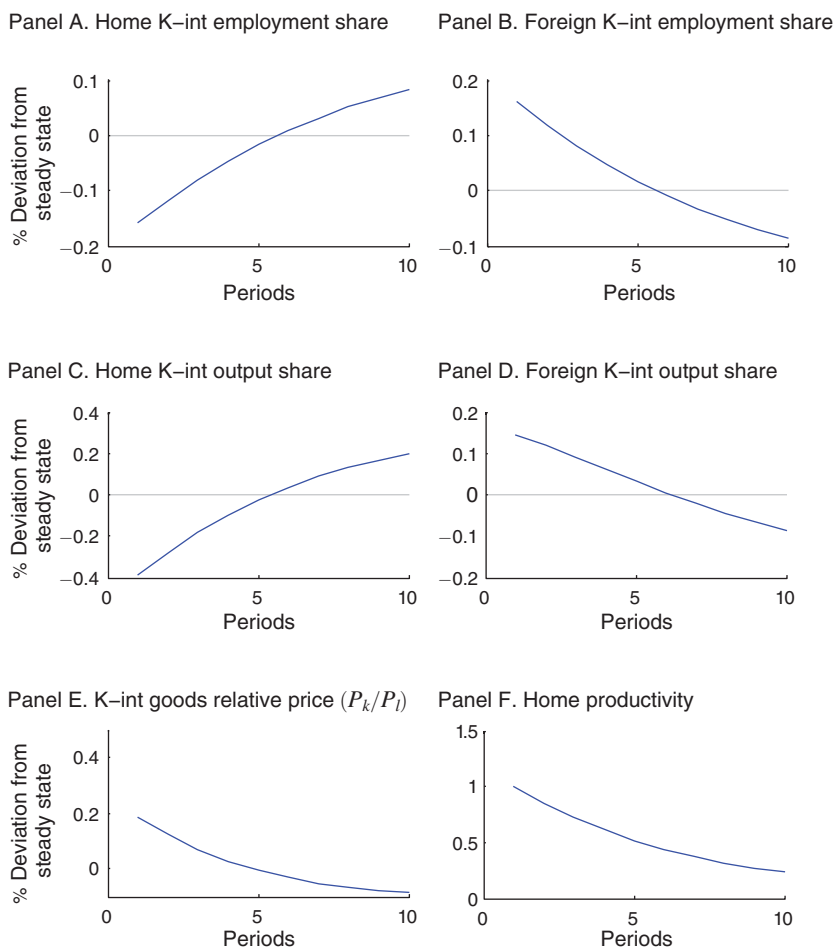 Panel A. Home K−int employment share
% Deviation from
steady state
0.1
0
−0.1
−0.2
0
5
10
Periods
Panel B. Foreign K−int employment share
0.2
0.1
0
−0.1
0
5
10
Periods
Panel C. Home K−int output share
% Deviation from
steady state
0.4
0.2
0
−0.2
−0.4
0
5
10
Periods
Panel D. Foreign K−int output share
0.2
0.1
0
−0.1
−0.2
0
5
10
Periods
Panel E. K−int goods relative price (P_k/P_l)
% Deviation from
steady state
0.4
0.2
0
0
5
10
Periods
Panel F. Home productivity
1.5
1
0.5
0
0
5
10
Periods